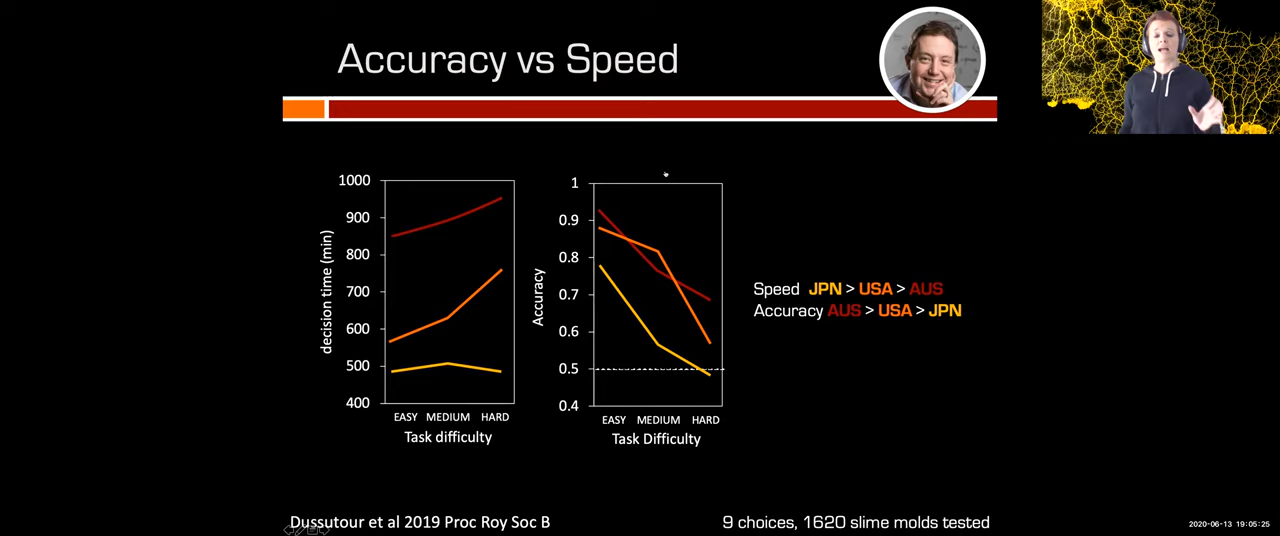 Accuracy vs Speed
1000
900
800
700
600
500
400
decision time (min)
EASY MEDIUM HARD
Task difficulty
1
0.9
0.8
0.7
0.6
0.5
0.4
Accuracy
EASY MEDIUM HARD
Task Difficulty
Speed JPN > USA > AUS
Accuracy AUS > USA > JPN
Dussutour et al 2019 Proc Roy Soc B
9 choices, 1620 slime molds tested
2020-06-13 19:05:25